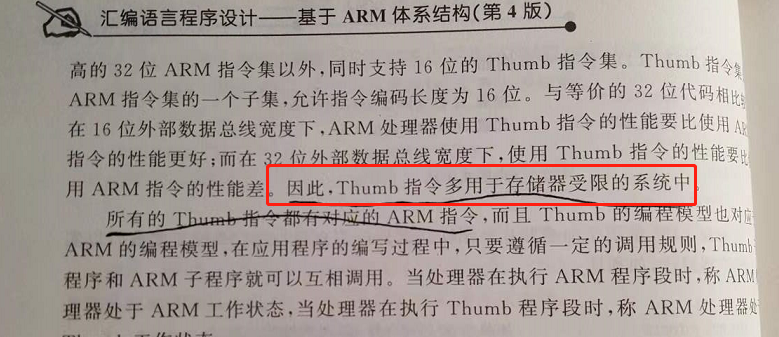 汇编语言程序设计——基于 ARM 体系结构(第 4 版)
高的 32 位 ARM 指令集以外,同时支持 16 位的 Thumb 指令集。Thumb 指令集
ARM 指令集的一个子集,允许指令编码长度为 16 位。与等价的 32 位代码相比较
在 16 位外部数据总线宽度下,ARM 处理器使用 Thumb 指令的性能要比使用
指令的性能更好;而在 32 位外部数据总线宽度下,使用 Thumb 指令的性能要比
用 ARM 指令的性能差。因此,Thumb 指令多用于存储器受限的系统中。
所有的 Thumb 指令都有对应的 ARM 指令,而且 Thumb 的编程模型也对应
ARM 的编程模型,在应用程序的编写过程中,只要遵循一定的调用规则,Thumb
程序和 ARM 子程序就可以互相调用。当处理器在执行 ARM 程序段时,称 ARM
理器处于 ARM 工作状态,当处理器在执行 Thumb 程序段时,称 ARM 处理器处